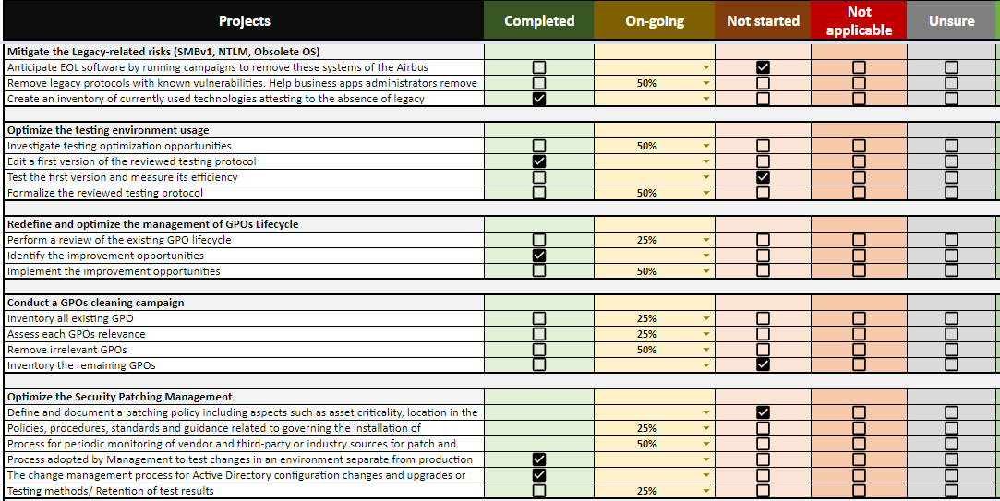 Projects Completed On-going Not started Not applicable Unsure
Mitigate the Legacy-related risks (SMBv1, NTLM, Obsolete OS)
Anticipate EOL software by running campaigns to remove these systems of the Airbus
Remove legacy protocols with known vulnerabilities. Help business apps administrators remove 50%
Create an inventory of currently used technologies attesting to the absence of legacy
Optimize the testing environment usage
Investigate testing optimization opportunities 50%
Edit a first version of the reviewed testing protocol
Test the first version and measure its efficiency
Formalize the reviewed testing protocol 50%
Redefine and optimize the management of GPOs Lifecycle
Perform a review of the existing GPO lifecycle 25%
Identify the improvement opportunities
Implement the improvement opportunities 50%
Conduct a GPOs cleaning campaign
Inventory all existing GPO 25%
Assess each GPOs relevance 25%
Remove irrelevant GPOs 50%
Inventory the remaining GPOs
Optimize the Security Patching Management
Define and document a patching policy including aspects such as asset criticality, location in the
Policies, procedures, standards and guidance related to governing the installation of 25%
Process for periodic monitoring of vendor and third-party or industry sources for patch and 50%
Process adopted by Management to test changes in an environment separate from production
The change management process for Active Directory configuration changes and upgrades or
Testing methods/ Retention of test results 25%